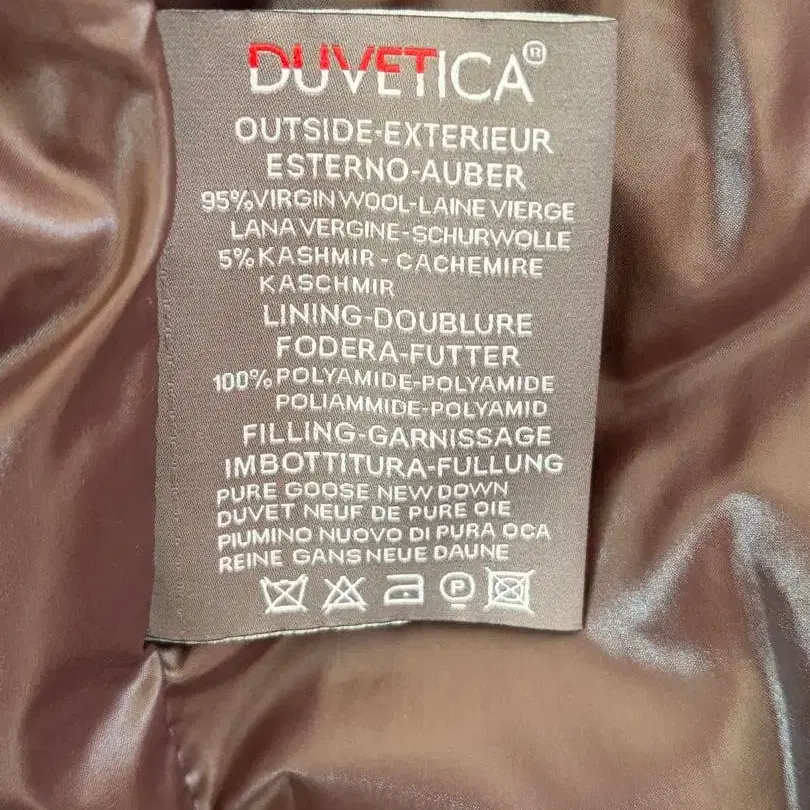 DUVETICA®
OUTSIDE-EXTERIEUR
ESTERNO-AUBER
95%VIRGIN WOOL-LAINE VIERGE
LANA VERGINE-SCHURWOLLE
5% KASHMIR - CACHEMIRE
KASCHMIR
LINING-DOUBLURE
FODERA-FUTTER
100% POLYAMIDE-POLYAMIDE
POLIAMMIDE-POLYAMID
FILLING-GARNISSAGE
IMBOTTITURA-FULLUNG
PURE GOOSE NEW DOWN
DUVET NEUF DE PURE OIE
PIUMINO NUOVO DI PURA OCA
REINE GANS NEUE DAUNE
P